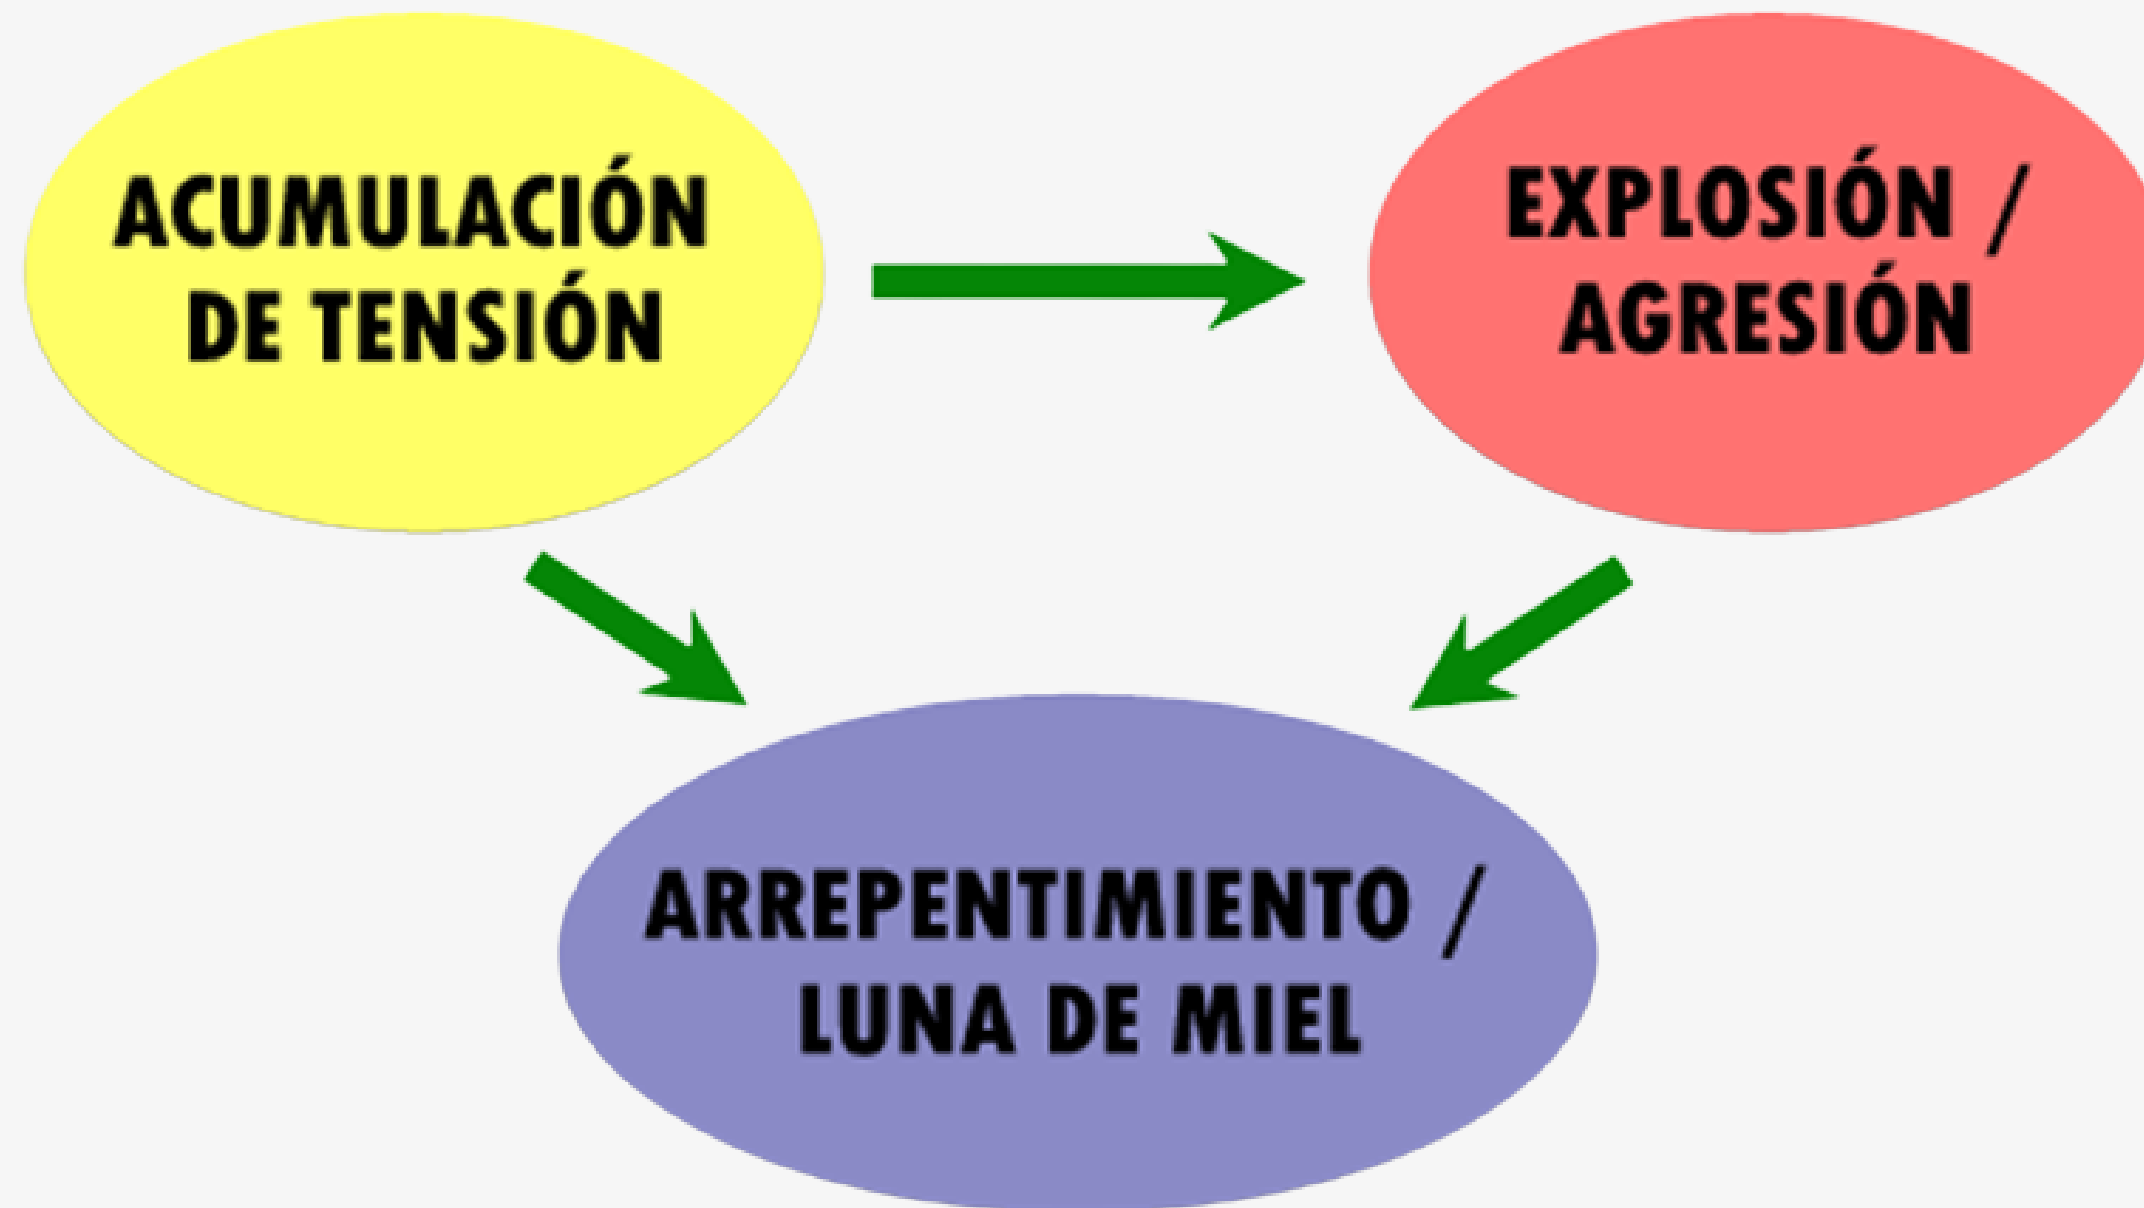 ACUMULACIÓN
DE TENSIÓN
EXPLOSIÓN /
AGRESIÓN
ARREPENTIMIENTO /
LUNA DE MIEL